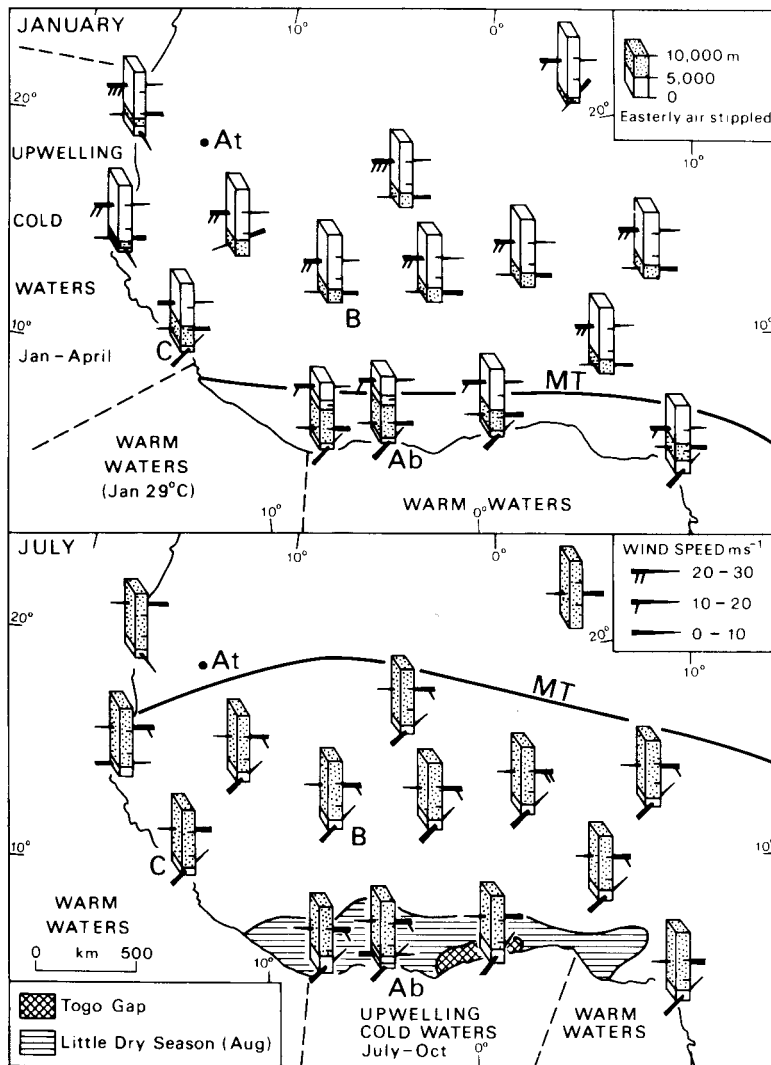 JANUARY
10°
0°
10,000 m
5,000
0
Easterly air stippled
20°
20°
10°
At
UPWELLING
COLD
WATERS
Jan – April
B
10°
10°
C
MT
WARM
WATERS
(Jan 29°C)
Ab
WARM WATERS
10°
0°
10°
JULY
10°
0°
WIND SPEED ms⁻¹
20 – 30
10 – 20
0 – 10
20°
20°
10°
At
MT
B
10°
10°
C
WARM
WATERS
0 km 500
10°
Ab
Togo Gap
Little Dry Season (Aug)
UPWELLING
COLD WATERS
July–Oct
0°
WARM
WATERS